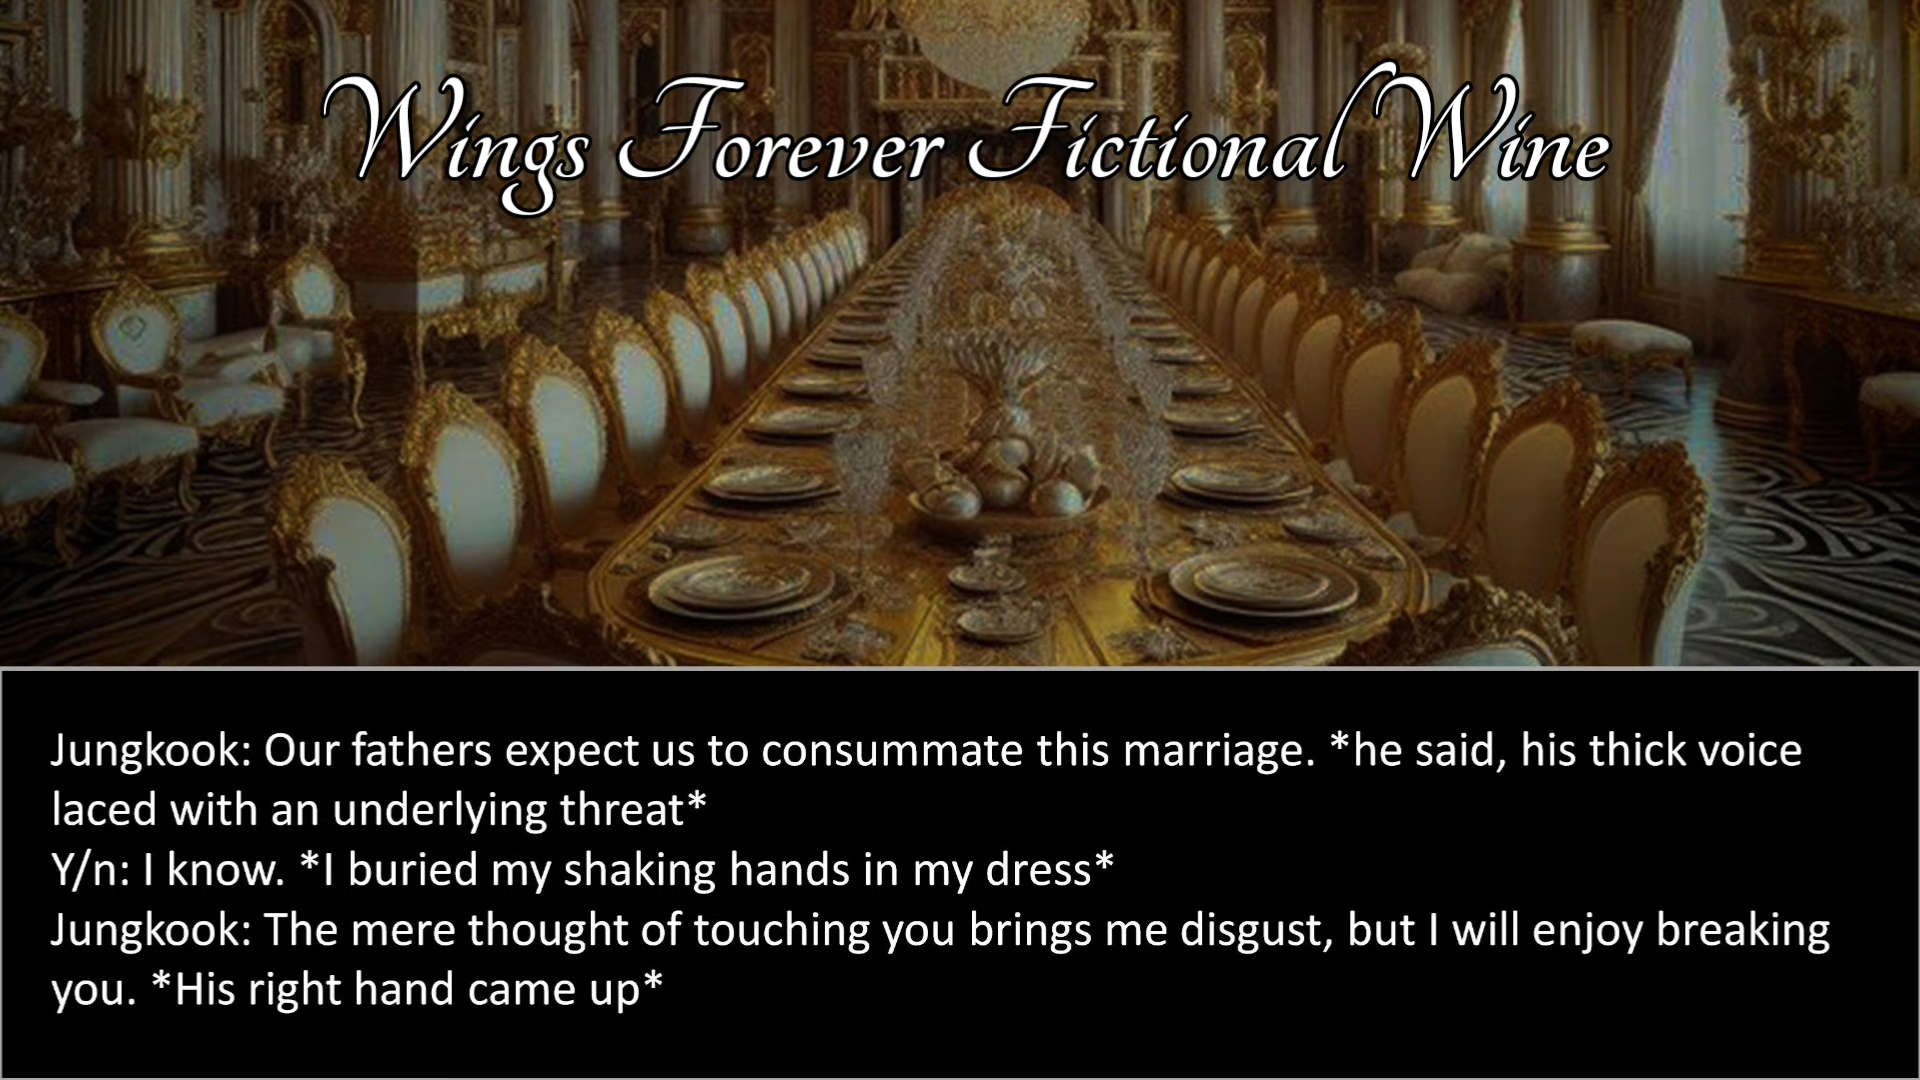 Wings Forever Fictional Wine
Jungkook: Our fathers expect us to consummate this marriage. *he said, his thick voice
laced with an underlying threat*
Y/n: I know. *I buried my shaking hands in my dress*
Jungkook: The mere thought of touching you brings me disgust, but I will enjoy breaking
you. *His right hand came up*